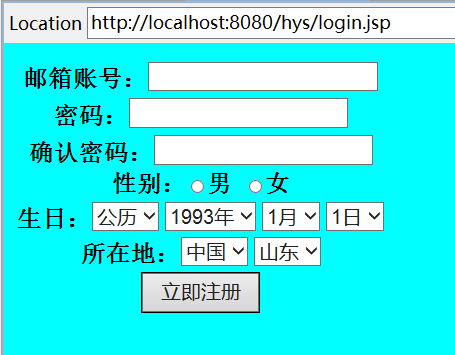 Location http://localhost:8080/hys/login.jsp
邮箱账号：
密码：
确认密码：
性别： 男 女
生日： 公历 1993年 1月 1日
所在地： 中国 山东
立即注册